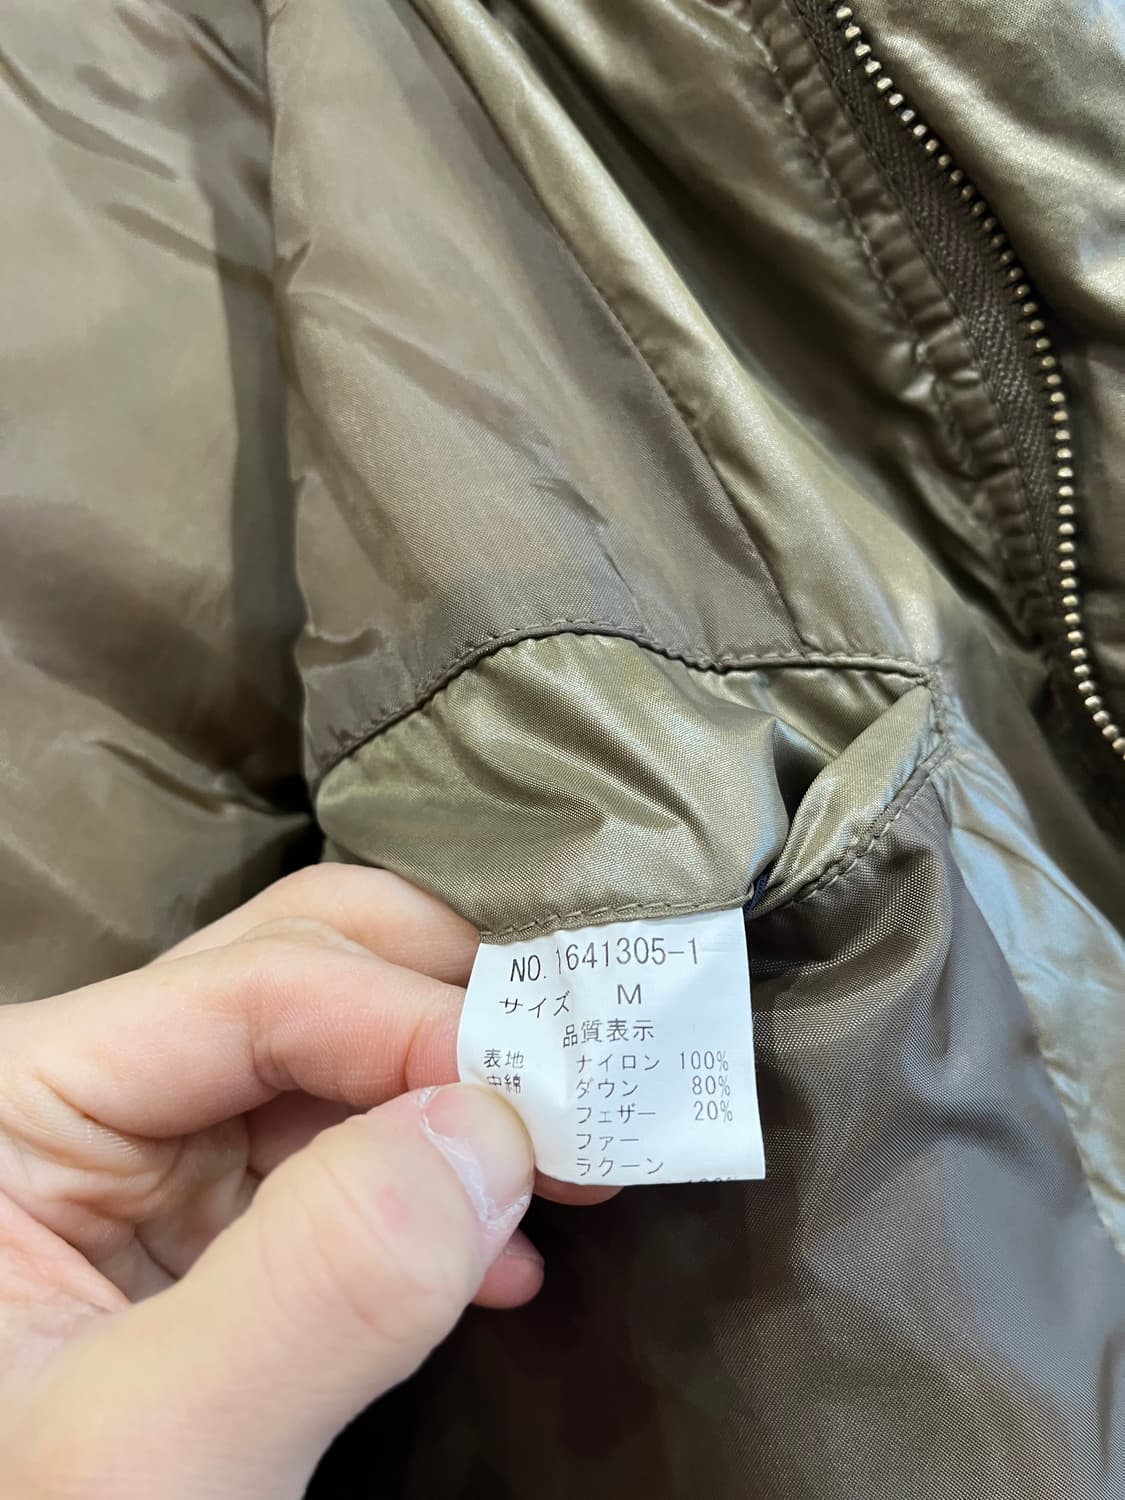 NO. 1641305-1
サイズ M
品質表示
表地 ナイロン 100%
中綿 ダウン 80%
フェザー 20%
ファー
ラクーン